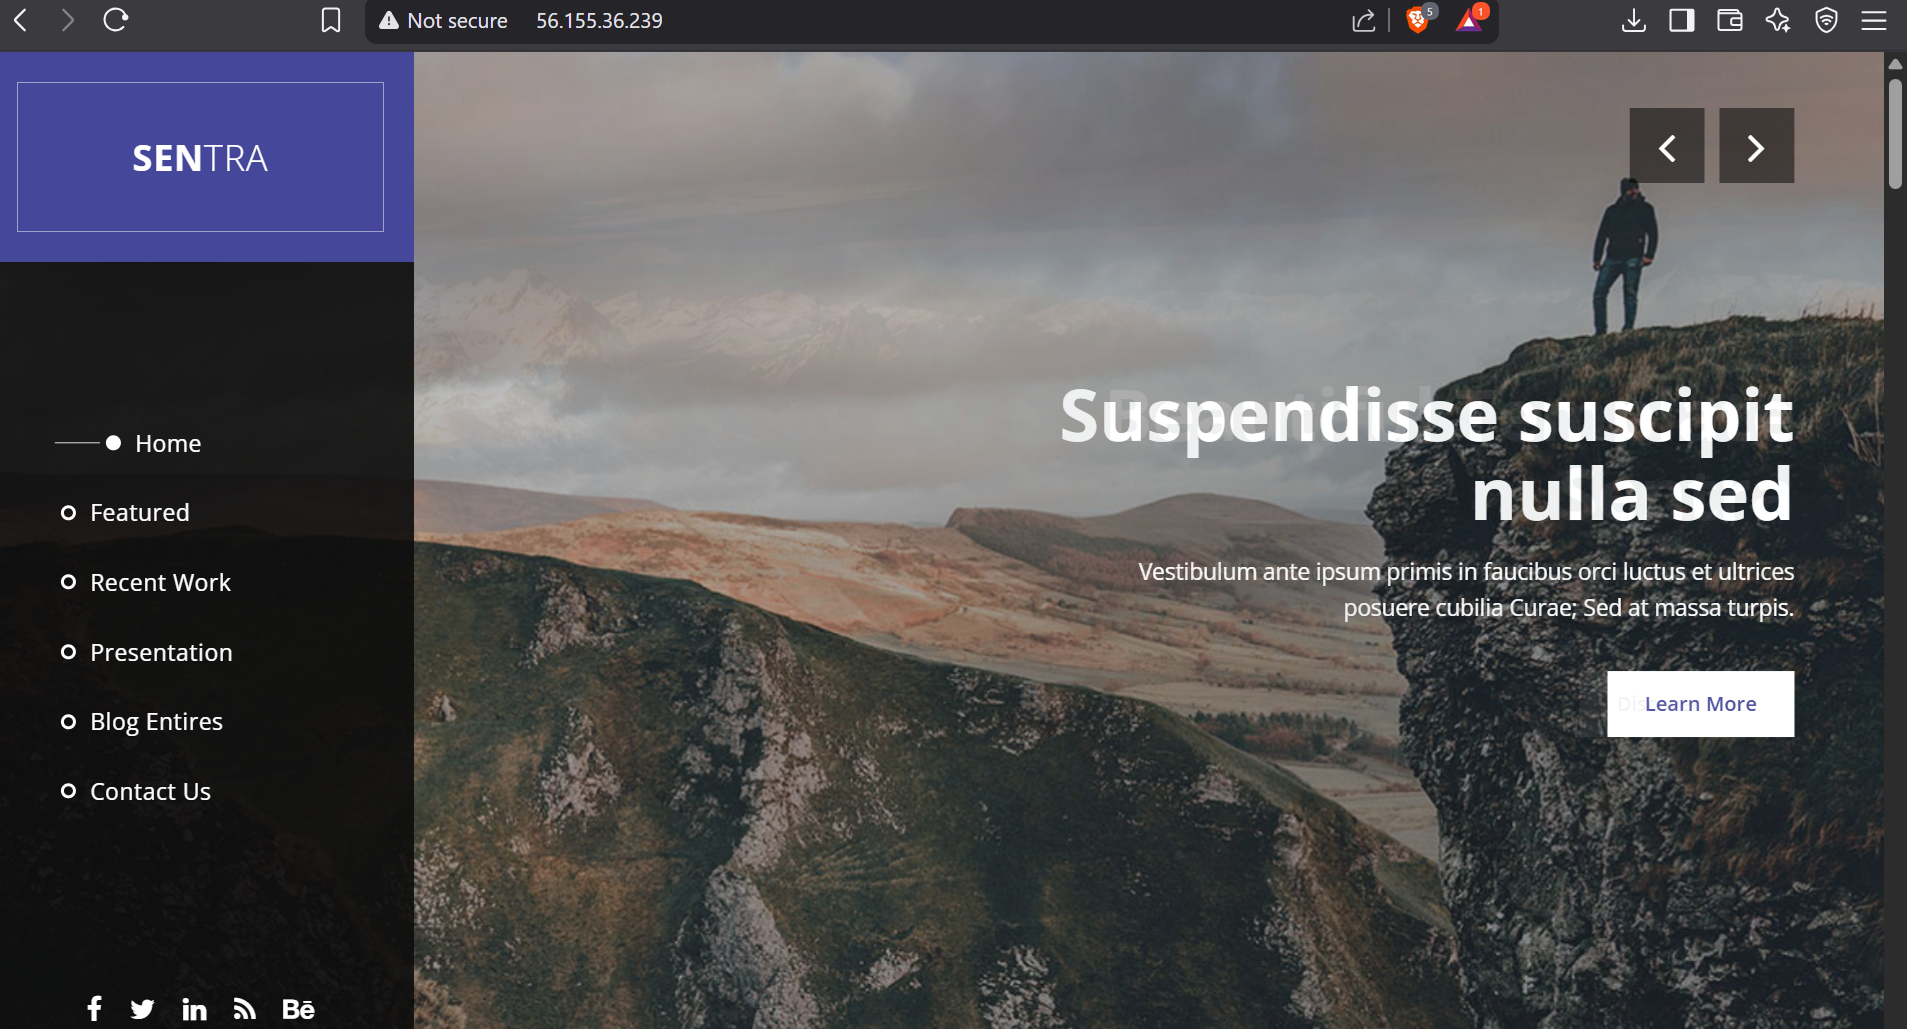 Not secure 56.155.36.239
5
1
SENTRA
Home
Featured
Recent Work
Presentation
Blog Entires
Contact Us
Bē
Suspendisse suscipit
nulla sed
Vestibulum ante ipsum primis in faucibus orci luctus et ultrices
posuere cubilia Curae; Sed at massa turpis.
Learn More